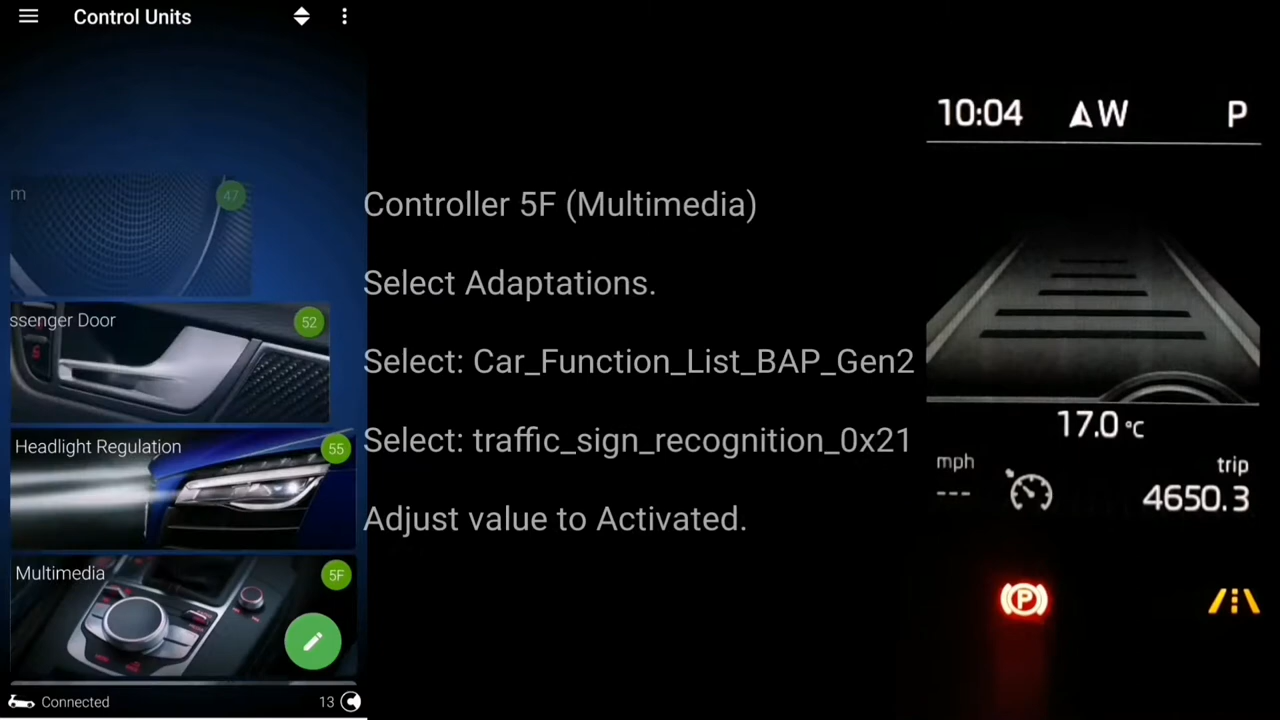 Control Units
m
47
ssenger Door
52
Headlight Regulation
55
Multimedia
5F
Connected
13
Controller 5F (Multimedia)
Select Adaptations.
Select: Car_Function_List_BAP_Gen2
Select: traffic_sign_recognition_0x21
Adjust value to Activated.
10:04
W
P
17.0 °C
mph
trip
---
4650.3
P